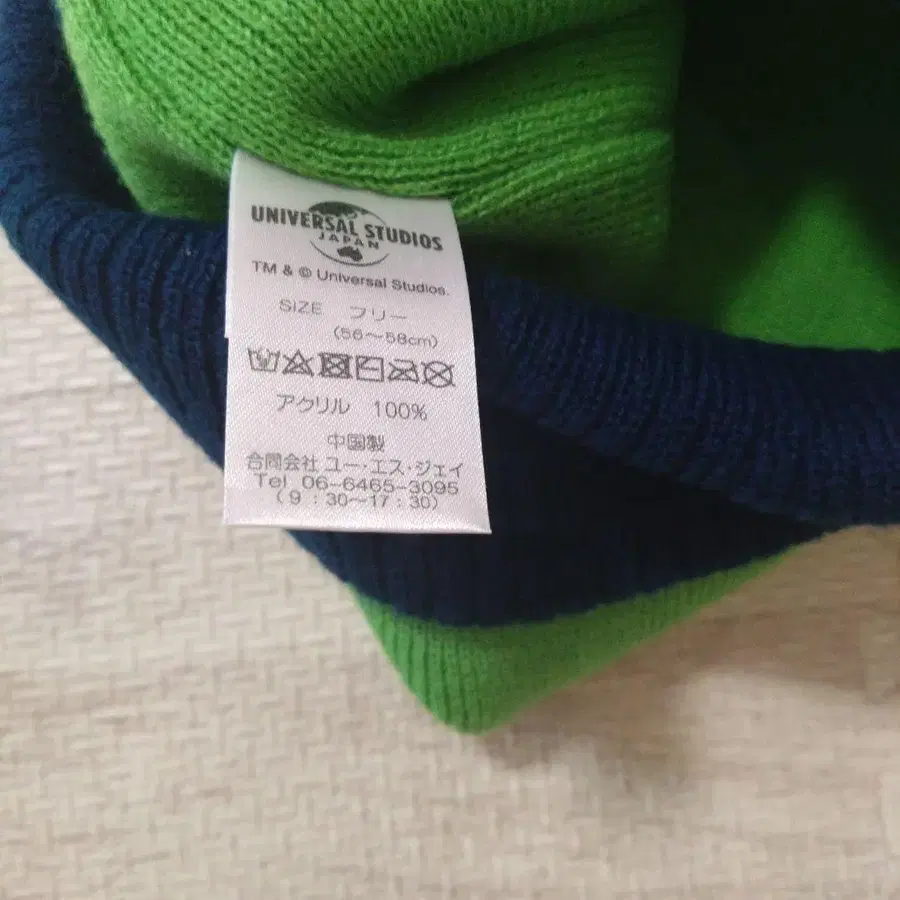 UNIVERSAL STUDIOS
JAPAN
TM & © Universal Studios.
SIZE フリー
(56～58cm)
アクリル 100%
中国製
合同会社 ユー・エス・ジェイ
Tel 06-6465-3095
(9:30～17:30)